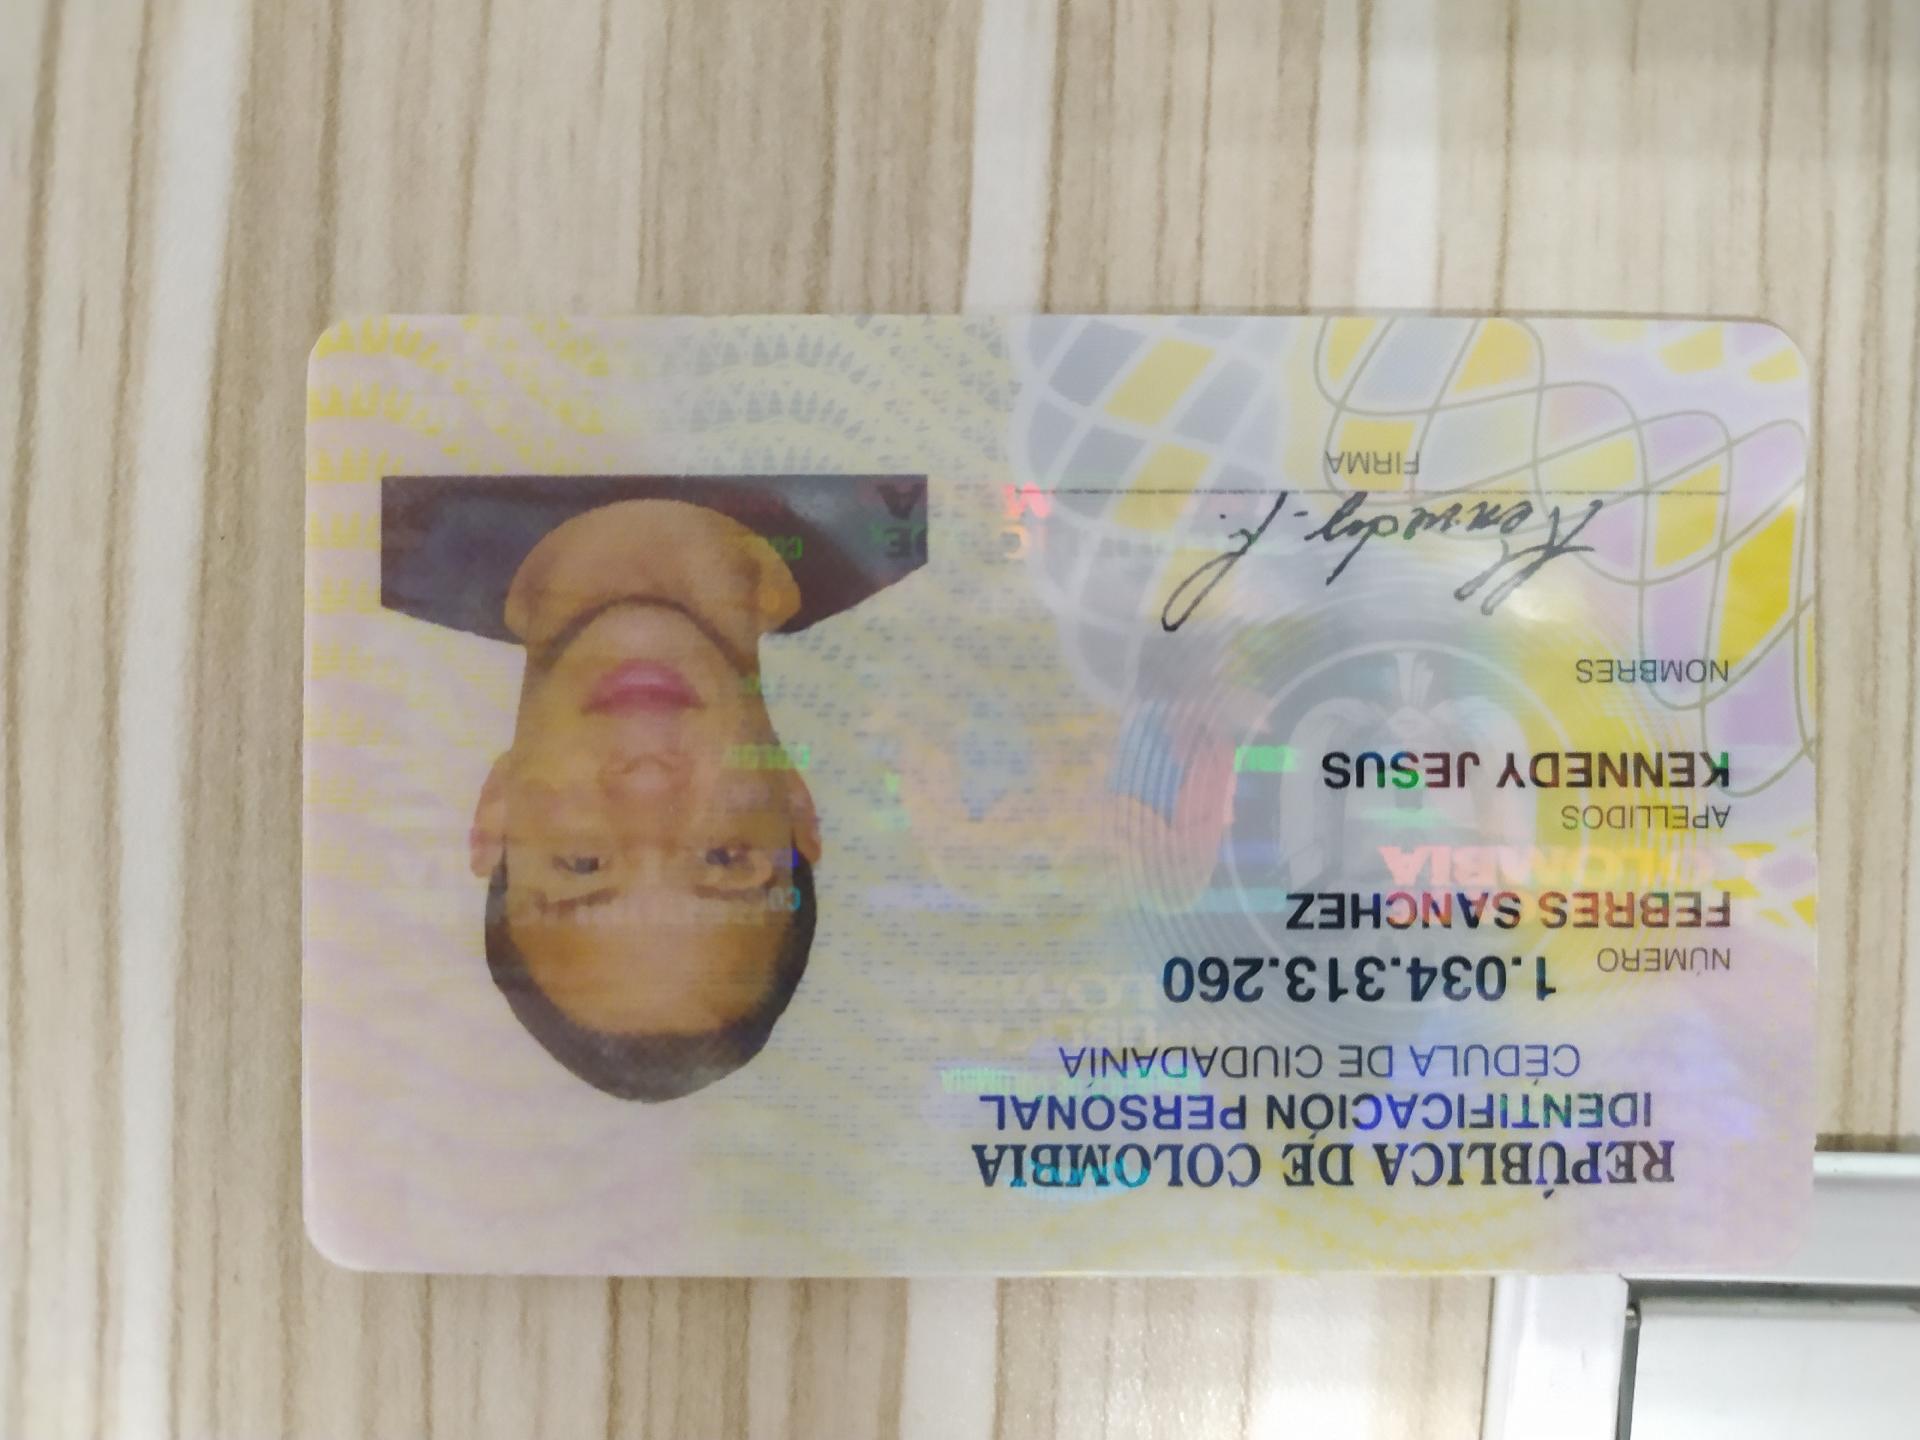 REPÚBLICA DE COLOMBIA
IDENTIFICACIÓN PERSONAL
CÉDULA DE CIUDADANÍA
NÚMERO 1.034.313.260
FEBRES SANCHEZ
APELLIDOS
KENNEDY JESUS
NOMBRES
Kennedy J.
FIRMA
COLOMBIA